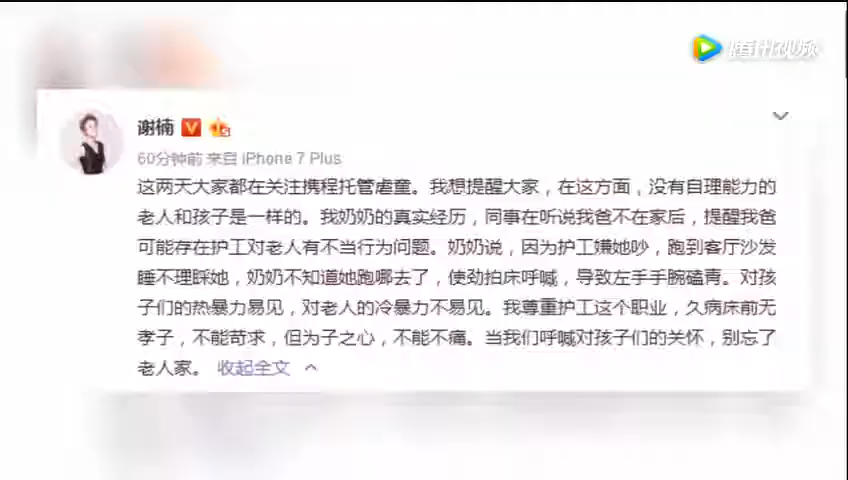 腾讯视频
谢楠
60分钟前 来自 iPhone 7 Plus
这两天大家都在关注携程托管虐童。我想提醒大家，在这方面，没有自理能力的
老人和孩子是一样的。我奶奶的真实经历，同事在听说我爸不在家后，提醒我爸
可能存在护工对老人有不当行为问题。奶奶说，因为护工嫌她吵，跑到客厅沙发
睡不理睬她，奶奶不知道她跑哪去了，使劲拍床呼喊，导致左手手腕磕青。对孩
子们的热暴力易见，对老人的冷暴力不易见。我尊重护工这个职业，久病床前无
孝子，不能苛求，但为子之心，不能不痛。当我们呼喊对孩子们的关怀，别忘了
老人家。 收起全文